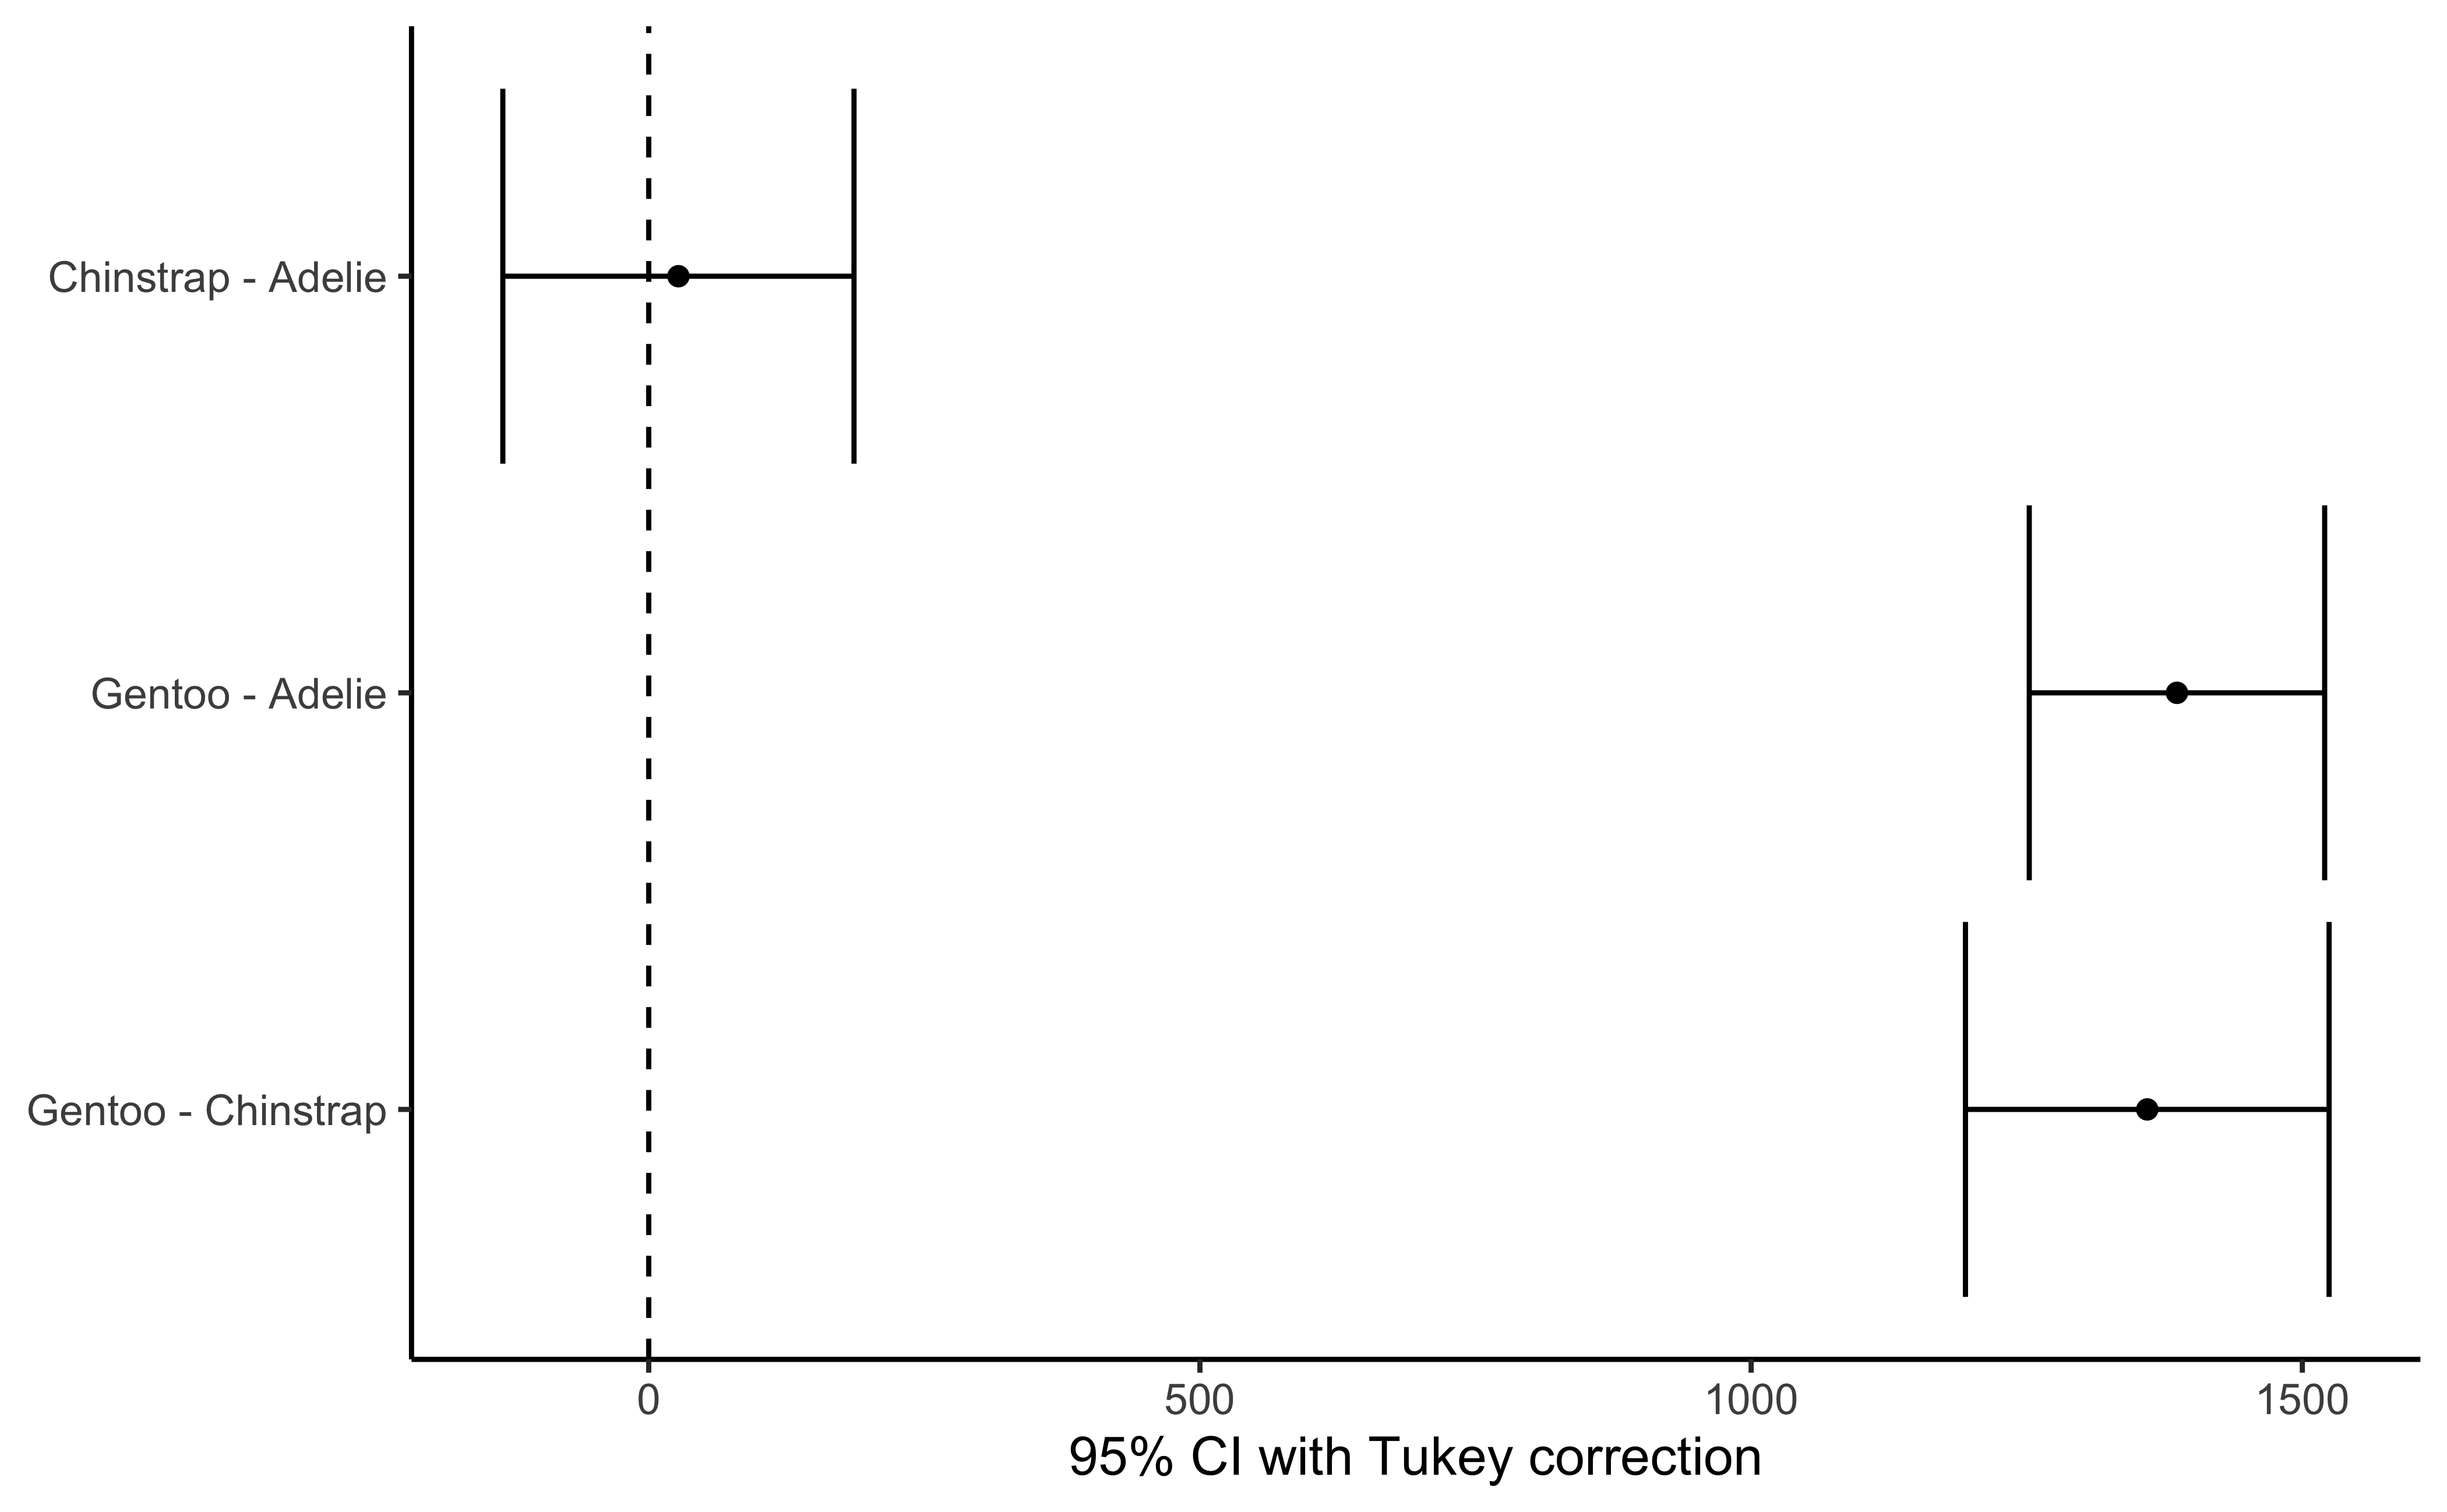 Chinstrap - Adelie
Gentoo - Adelie
Gentoo - Chinstrap
0 500 1000 1500
95% CI with Tukey correction